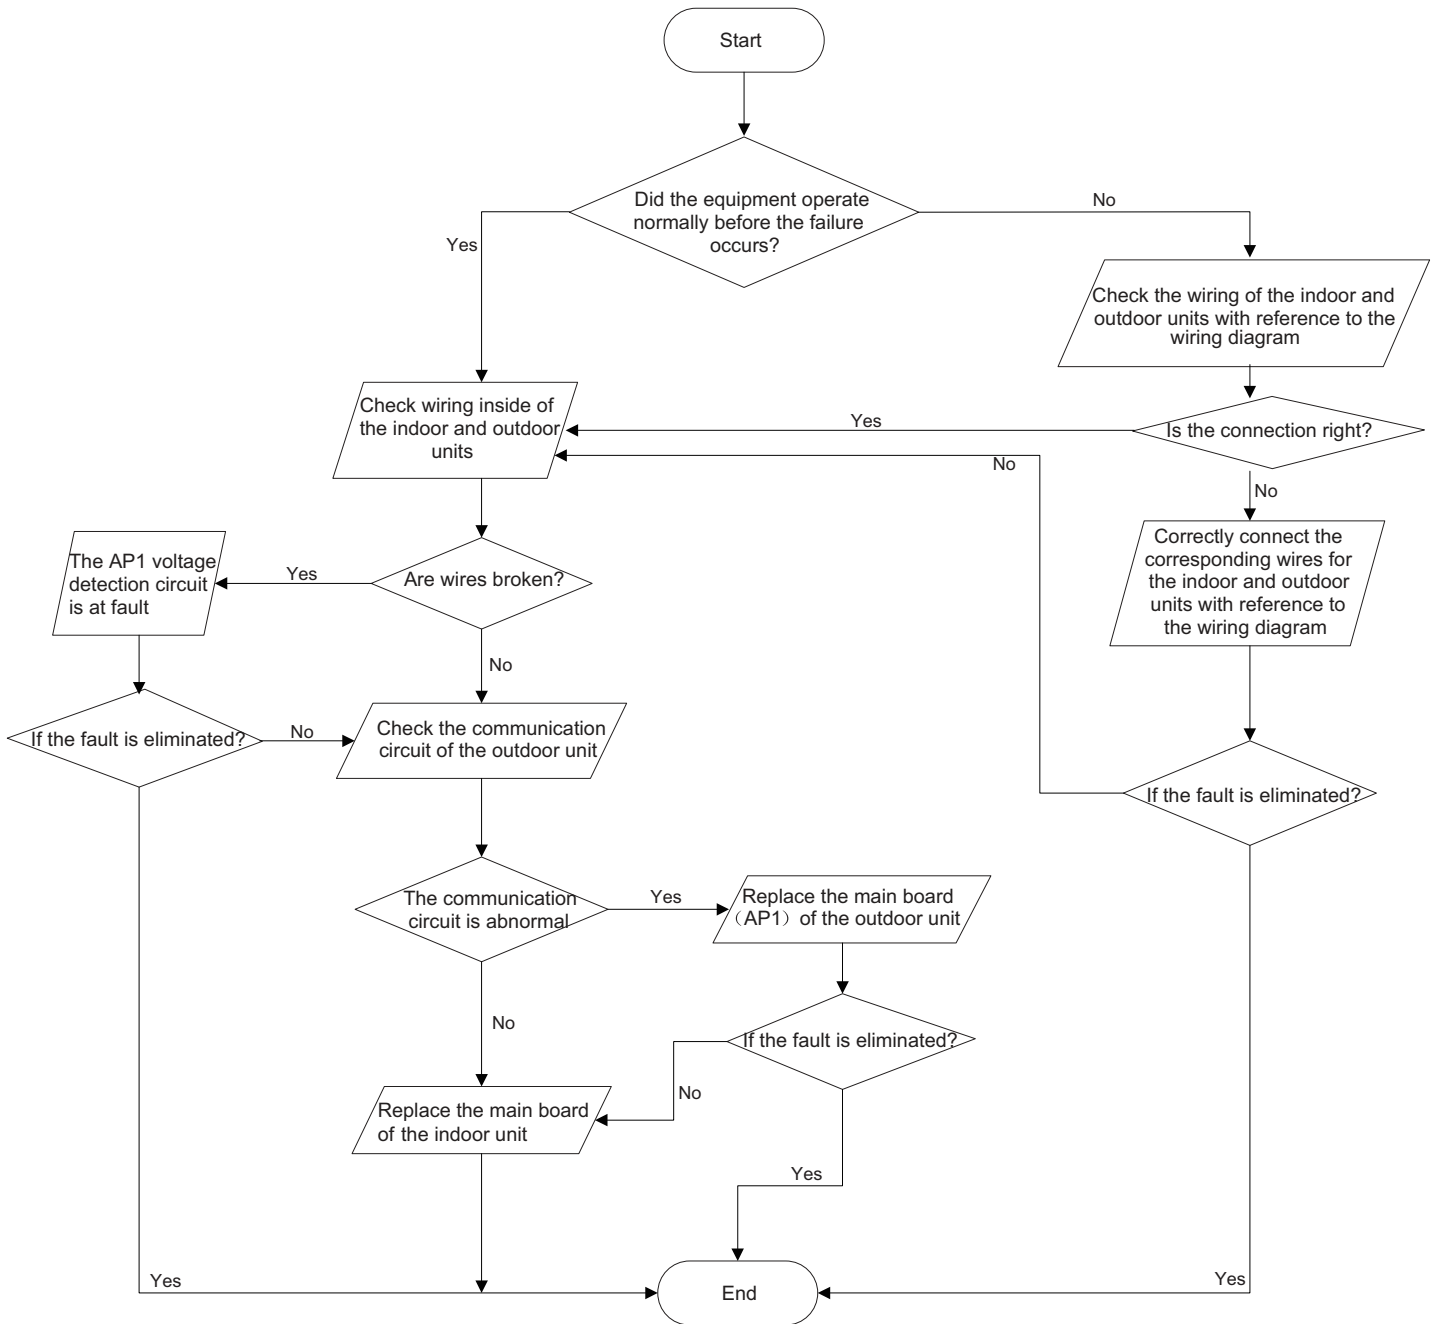 Start
Did the equipment operate
normally before the failure
occurs?
Yes
No
Check the wiring of the indoor and
outdoor units with reference to the
wiring diagram
Check wiring inside of
the indoor and outdoor
units
Yes
Is the connection right?
No
No
The AP1 voltage
detection circuit
is at fault
Yes
Are wires broken?
Correctly connect the
corresponding wires for
the indoor and outdoor
units with reference to
the wiring diagram
No
If the fault is eliminated?
No
Check the communication
circuit of the outdoor unit
If the fault is eliminated?
The communication
circuit is abnormal
Yes
Replace the main board
（AP1）of the outdoor unit
No
If the fault is eliminated?
No
Replace the main board
of the indoor unit
Yes
Yes
End
Yes